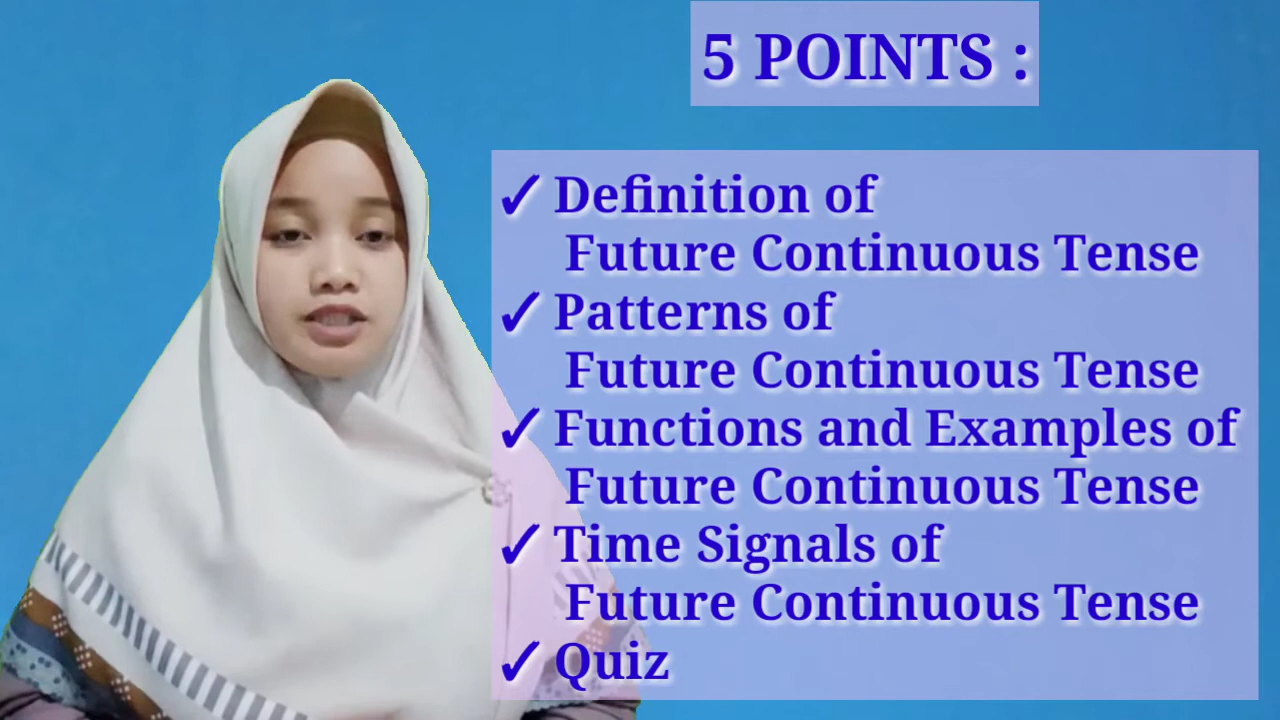 5 POINTS :
✓ Definition of
Future Continuous Tense
✓ Patterns of
Future Continuous Tense
✓ Functions and Examples of
Future Continuous Tense
✓ Time Signals of
Future Continuous Tense
✓ Quiz